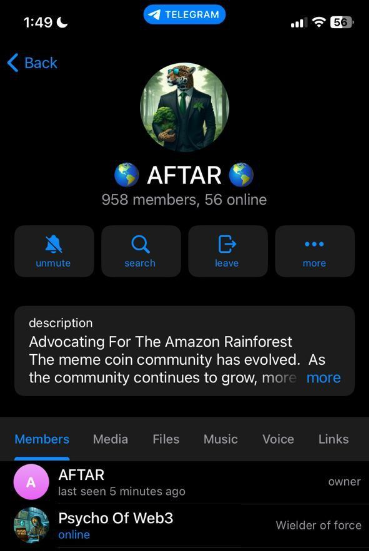 1:49
TELEGRAM
56
Back
AFTAR
958 members, 56 online
unmute
search
leave
more
description
Advocating For The Amazon Rainforest
The meme coin community has evolved. As
the community continues to grow, more more
Members Media Files Music Voice Links
A
AFTAR
owner
last seen 5 minutes ago
Psycho Of Web3
Wielder of force
online